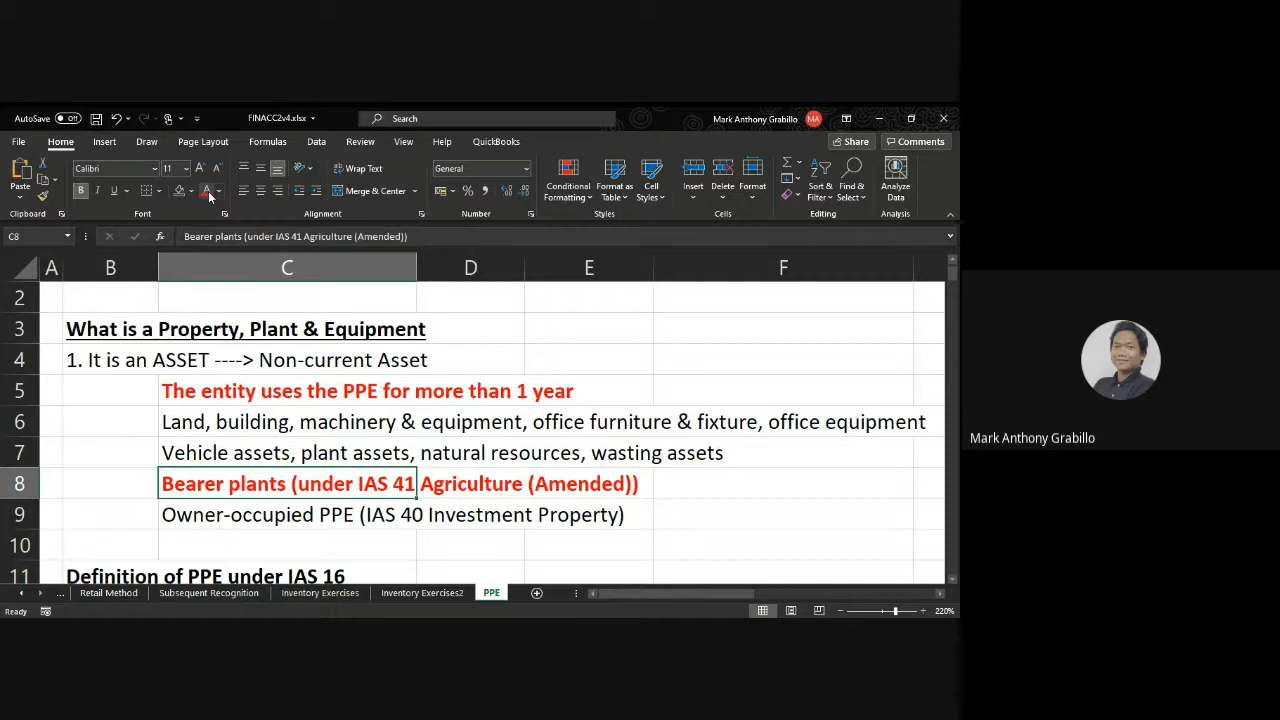 AutoSave Off FINACC2v4.xlsx Search Mark Anthony Grabillo MA
File Home Insert Draw Page Layout Formulas Data Review View Help QuickBooks Share Comments
Paste Calibri 11 Wrap Text General Conditional Formatting Format as Table Cell Styles Insert Delete Format Sort & Filter Find & Select Analyze Data
B I U A Merge & Center % ,
Clipboard Font Alignment Number Styles Cells Editing Analysis
C8 fx Bearer plants (under IAS 41 Agriculture (Amended))
A B C D E F
2
3 What is a Property, Plant & Equipment
4 1. It is an ASSET ----> Non-current Asset
5 The entity uses the PPE for more than 1 year
6 Land, building, machinery & equipment, office furniture & fixture, office equipment
7 Vehicle assets, plant assets, natural resources, wasting assets
8 Bearer plants (under IAS 41 Agriculture (Amended))
9 Owner-occupied PPE (IAS 40 Investment Property)
10
11 Definition of PPE under IAS 16
... Retail Method Subsequent Recognition Inventory Exercises Inventory Exercises2 PPE
Ready 220%
Mark Anthony Grabillo